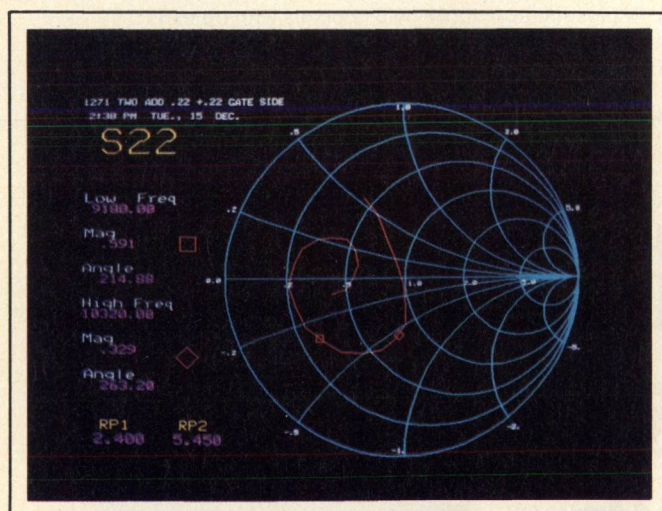 1271 TWO ADD .22 +.22 GATE SIDE
2:30 PM TUE., 15 DEC.
S22
Low Freq
9180.00
Mag
.591
Angle
214.88
High Freq
10320.00
Mag
.329
Angle
263.20
RP1 RP2
2.400 5.450
1.0
.5 2.0
.2 5.0
0.0 .2 .5 1.0 2.0 5.0
-.2 -5.
-.5 -2.
-1.